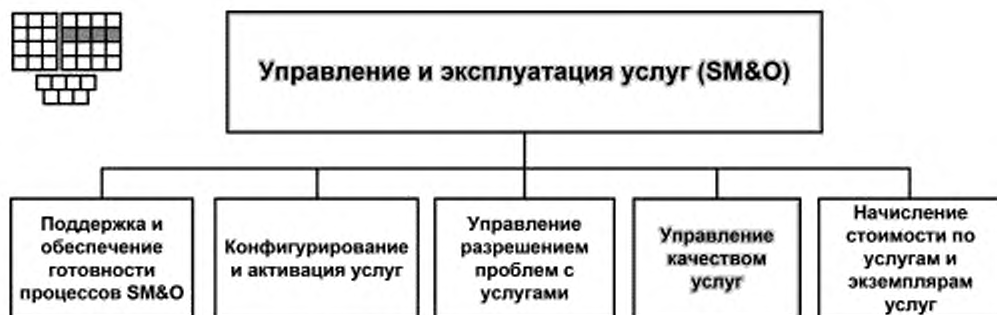 Управление и эксплуатация услуг (SM&O)
Поддержка и
обеспечение
готовности
процессов SM&O
Конфигурирование
и активация услуг
Управление
разрешением
проблем с
услугами
Управление
качеством
услуг
Начисление
стоимости по
услугам и
экземплярам
услуг